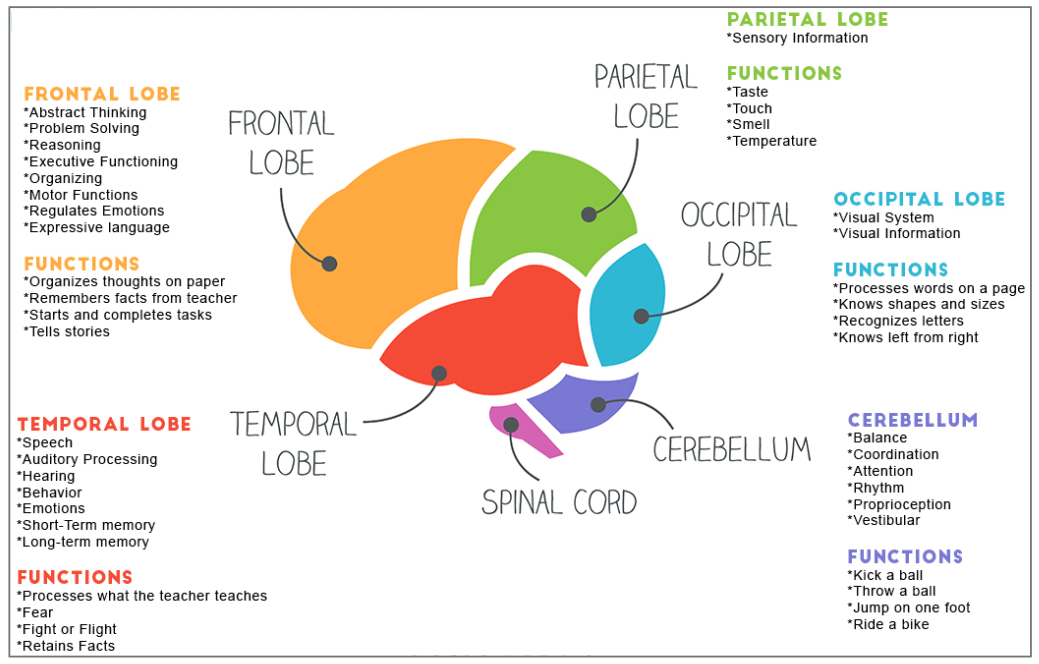 PARIETAL LOBE
*Sensory Information
FUNCTIONS
*Taste
*Touch
*Smell
*Temperature
FRONTAL LOBE
*Abstract Thinking
*Problem Solving
*Reasoning
*Executive Functioning
*Organizing
*Motor Functions
*Regulates Emotions
*Expressive language
FUNCTIONS
*Organizes thoughts on paper
*Remembers facts from teacher
*Starts and completes tasks
*Tells stories
FRONTAL
LOBE
PARIETAL
LOBE
OCCIPITAL
LOBE
OCCIPITAL LOBE
*Visual System
*Visual Information
FUNCTIONS
*Processes words on a page
*Knows shapes and sizes
*Recognizes letters
*Knows left from right
TEMPORAL LOBE
*Speech
*Auditory Processing
*Hearing
*Behavior
*Emotions
*Short-Term memory
*Long-term memory
FUNCTIONS
*Processes what the teacher teaches
*Fear
*Fight or Flight
*Retains Facts
TEMPORAL
LOBE
SPINAL CORD
CEREBELLUM
CEREBELLUM
*Balance
*Coordination
*Attention
*Rhythm
*Proprioception
*Vestibular
FUNCTIONS
*Kick a ball
*Throw a ball
*Jump on one foot
*Ride a bike